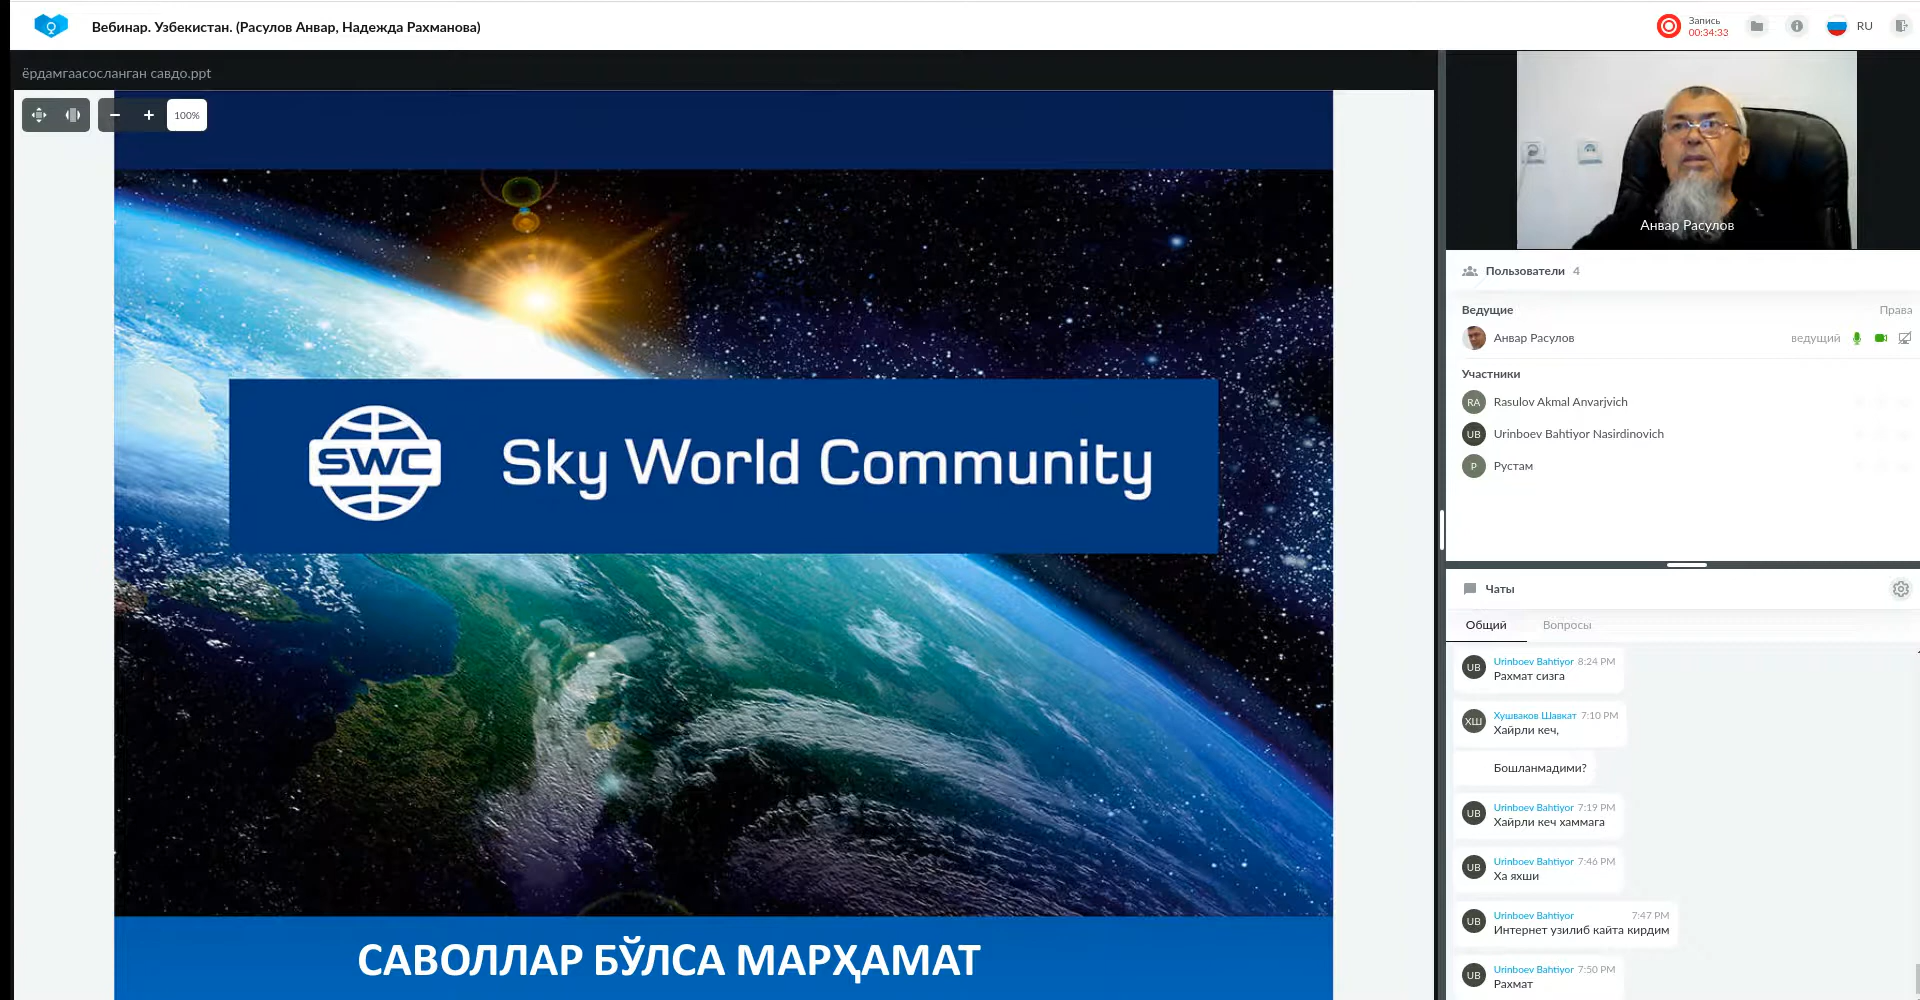 Вебинар. Узбекистан. (Расулов Анвар, Надежда Рахманова)
Запись
00:34:33
RU
ёрдамгаасосланган савдо.ppt
100%
SWC
Sky World Community
САВОЛЛАР БЎЛСА МАРҲАМАТ
Анвар Расулов
Пользователи 4
Ведущие Права
Анвар Расулов ведущий
Участники
RA Rasulov Akmal Anvarjvich
UB Urinboev Bahtiyor Nasirdinovich
Р Рустам
Чаты
Общий Вопросы
UB Urinboev Bahtiyor 8:24 PM
Рахмат сизга
ХШ Хушваков Шавкат 7:10 PM
Хайрли кеч,
Бошланмадими?
UB Urinboev Bahtiyor 7:19 PM
Хайрли кеч хаммага
UB Urinboev Bahtiyor 7:46 PM
Ха яхши
UB Urinboev Bahtiyor 7:47 PM
Интернет узилиб кайта кирдим
UB Urinboev Bahtiyor 7:50 PM
Рахмат